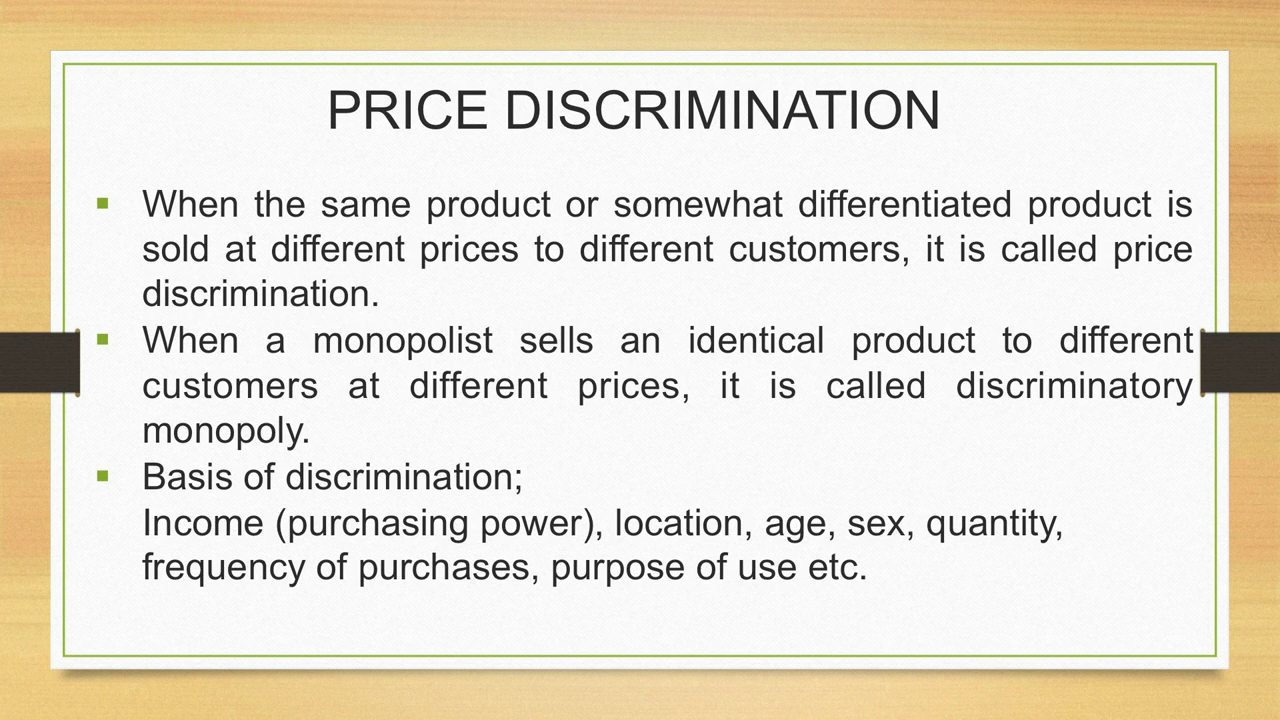 PRICE DISCRIMINATION
▪ When the same product or somewhat differentiated product is
sold at different prices to different customers, it is called price
discrimination.
▪ When a monopolist sells an identical product to different
customers at different prices, it is called discriminatory
monopoly.
▪ Basis of discrimination;
Income (purchasing power), location, age, sex, quantity,
frequency of purchases, purpose of use etc.